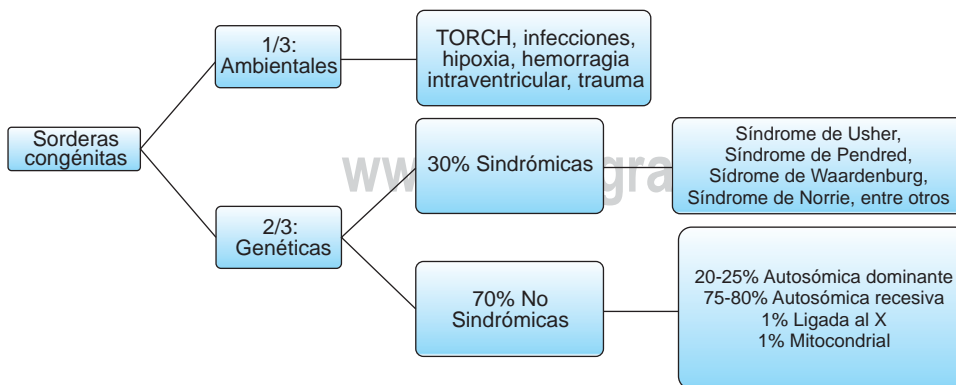 1/3:
Ambientales
TORCH, infecciones,
hipoxia, hemorragia
intraventricular, trauma
Sorderas
congénitas
30% Sindrómicas
Síndrome de Usher,
Síndrome de Pendred,
Sídrome de Waardenburg,
Síndrome de Norrie, entre otros
2/3:
Genéticas
70% No
Sindrómicas
20-25% Autosómica dominante
75-80% Autosómica recesiva
1% Ligada al X
1% Mitocondrial